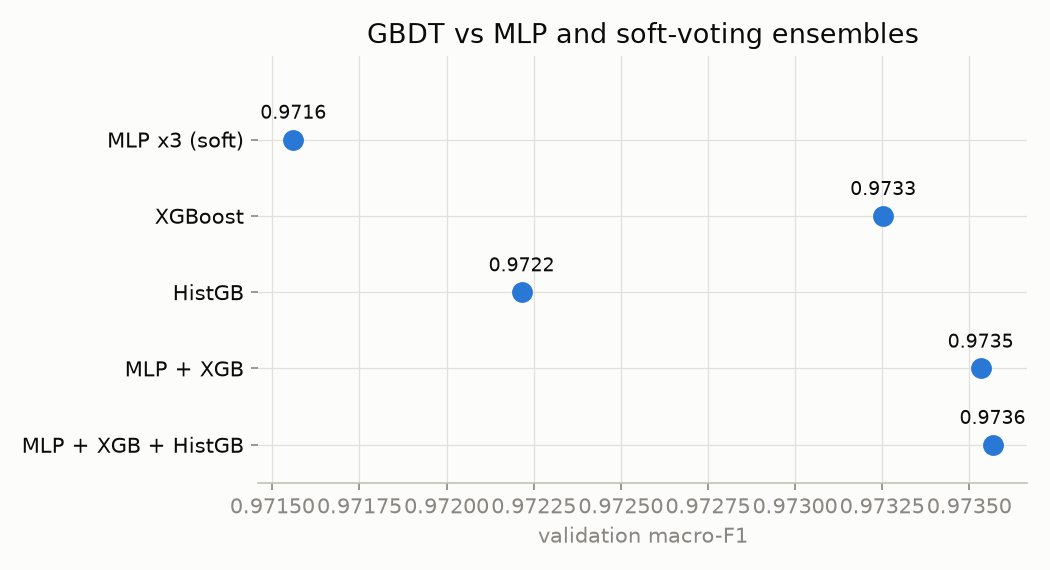 GBDT vs MLP and soft-voting ensembles
0.9716
MLP x3 (soft)
0.9733
XGBoost
0.9722
HistGB
0.9735
MLP + XGB
0.9736
MLP + XGB + HistGB
0.97150 0.97175 0.97200 0.97225 0.97250 0.97275 0.97300 0.97325 0.97350
validation macro-F1